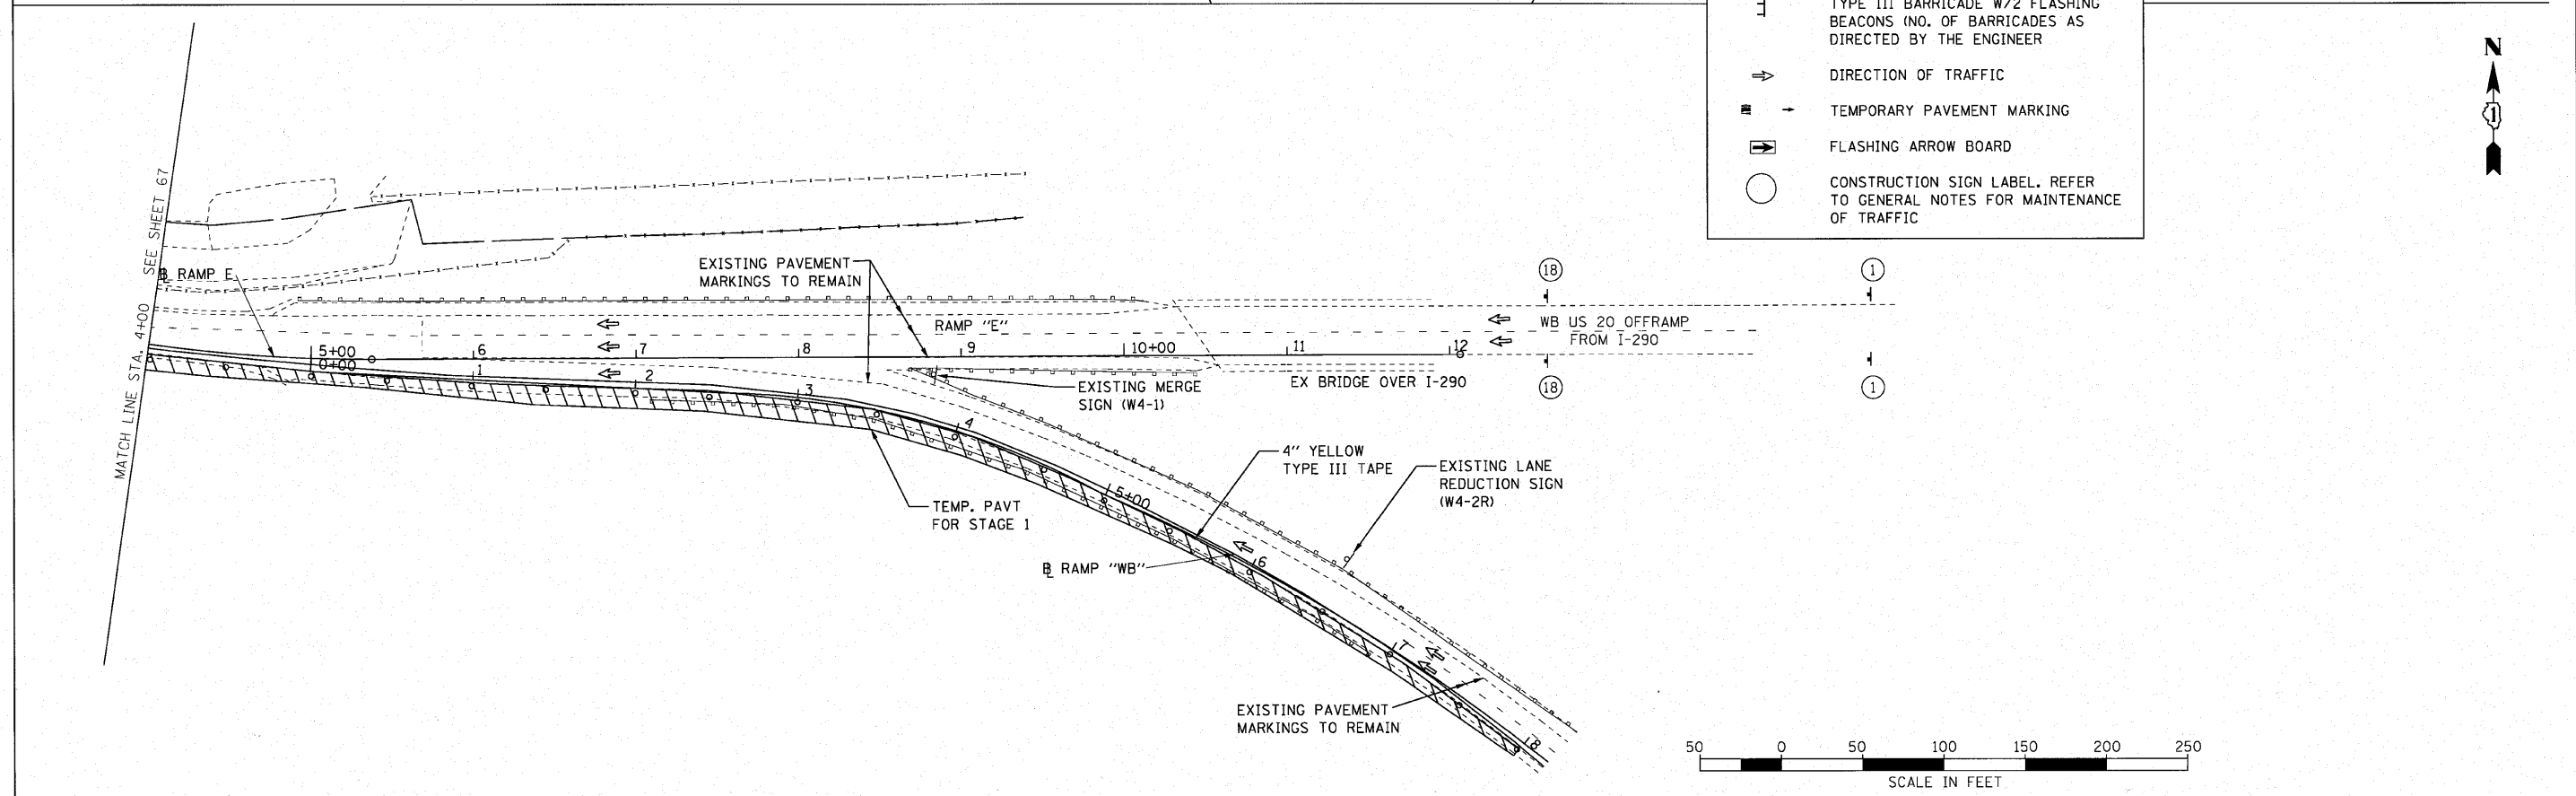 TYPE III BARRICADE W/2 FLASHING
BEACONS (NO. OF BARRICADES AS
DIRECTED BY THE ENGINEER
DIRECTION OF TRAFFIC
TEMPORARY PAVEMENT MARKING
FLASHING ARROW BOARD
CONSTRUCTION SIGN LABEL. REFER
TO GENERAL NOTES FOR MAINTENANCE
OF TRAFFIC
N
1
MATCH LINE STA. 4+00 SEE SHEET 67
BL RAMP E
EXISTING PAVEMENT
MARKINGS TO REMAIN
RAMP "E"
18
1
WB US 20 OFFRAMP
FROM I-290
5+00
6
7
8
9
10+00
11
12
0+00
1
2
3
4
5+00
6
7
8
EXISTING MERGE
SIGN (W4-1)
EX BRIDGE OVER I-290
18
1
4" YELLOW
TYPE III TAPE
EXISTING LANE
REDUCTION SIGN
(W4-2R)
TEMP. PAVT
FOR STAGE 1
BL RAMP "WB"
EXISTING PAVEMENT
MARKINGS TO REMAIN
50 0 50 100 150 200 250
SCALE IN FEET